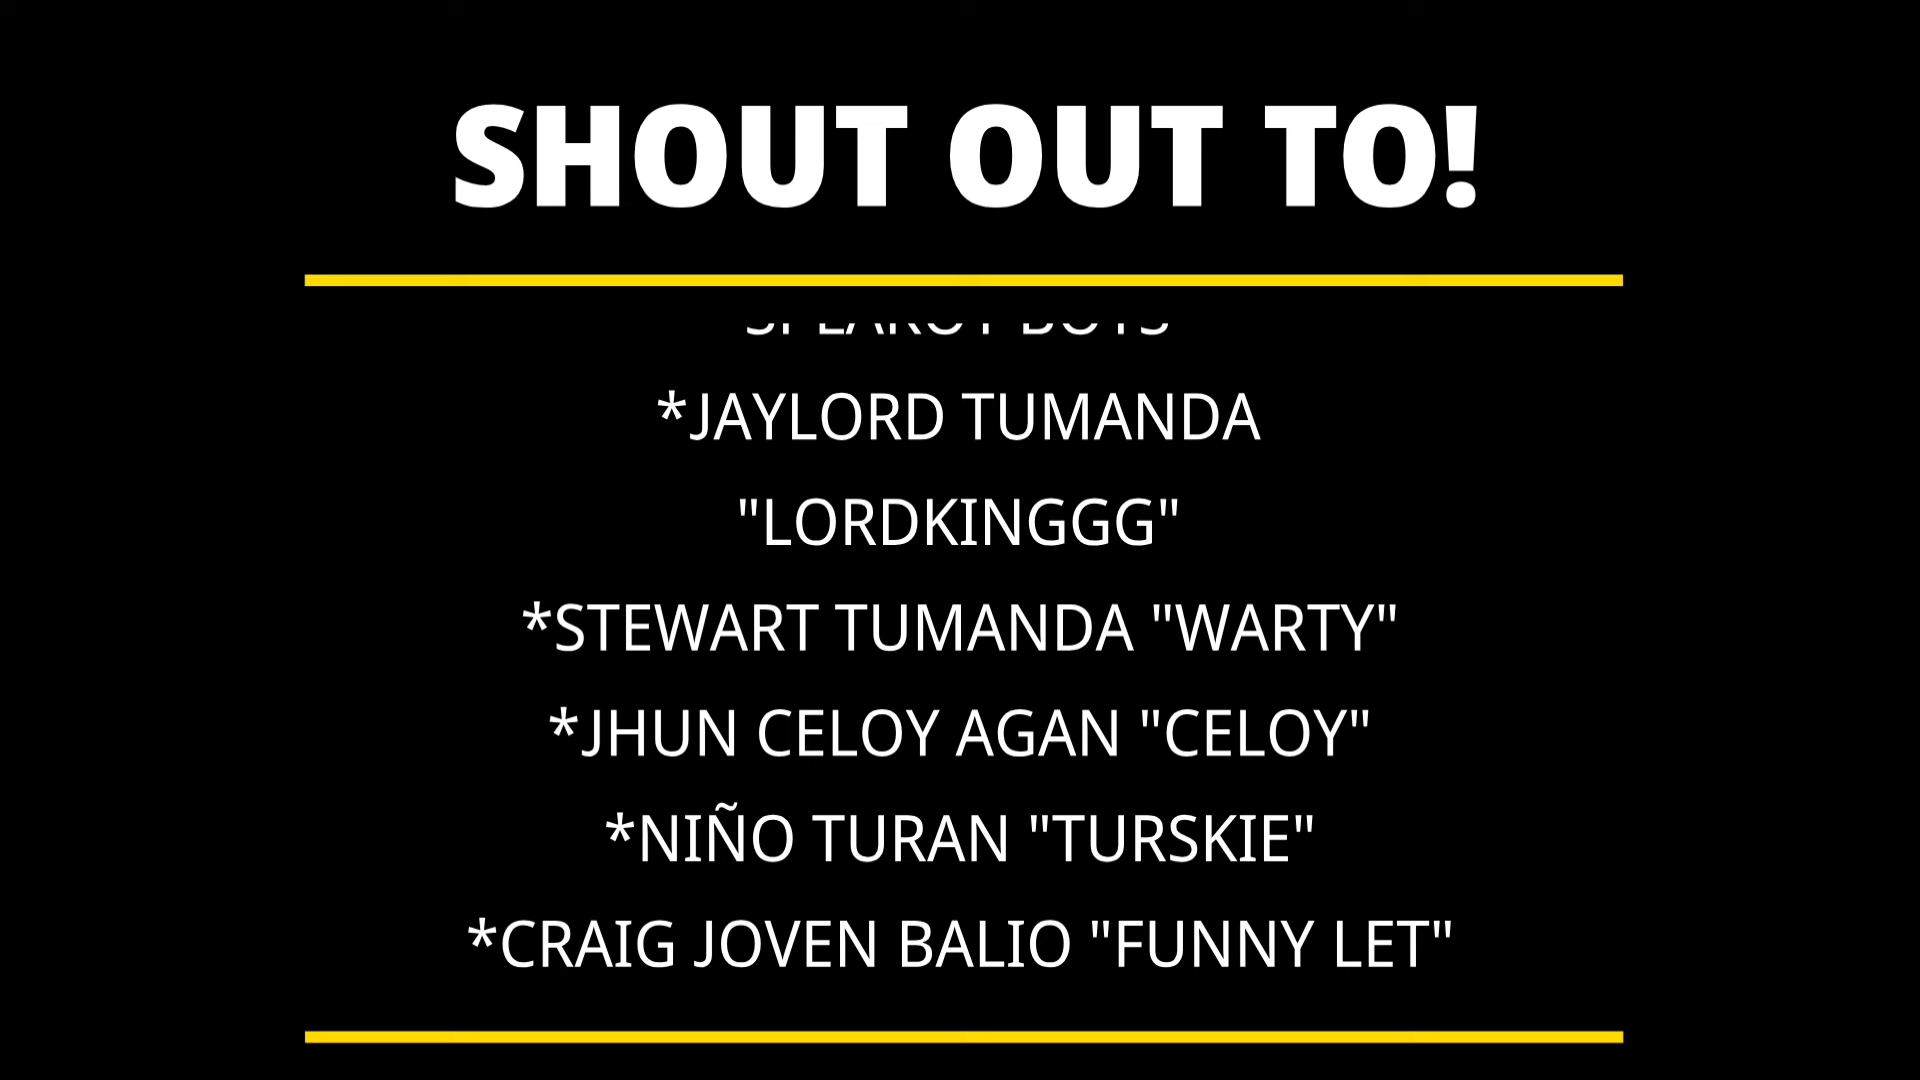 SHOUT OUT TO!
*JAYLORD TUMANDA
"LORDKINGGG"
*STEWART TUMANDA "WARTY"
*JHUN CELOY AGAN "CELOY"
*NIÑO TURAN "TURSKIE"
*CRAIG JOVEN BALIO "FUNNY LET"